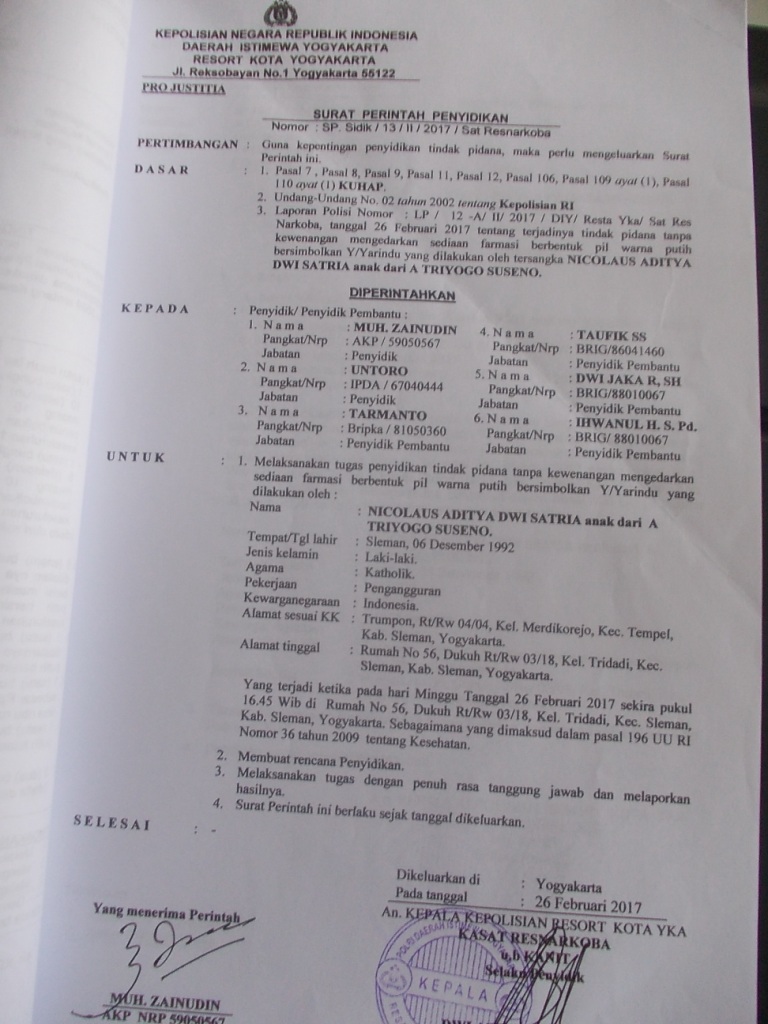 KEPOLISIAN NEGARA REPUBLIK INDONESIA
DAERAH ISTIMEWA YOGYAKARTA
RESORT KOTA YOGYAKARTA
Jl. Reksobayan No.1 Yogyakarta 55122
PRO JUSTITIA
SURAT PERINTAH PENYIDIKAN
Nomor : SP. Sidik / 13 / II / 2017 / Sat Resnarkoba
PERTIMBANGAN : Guna kepentingan penyidikan tindak pidana, maka perlu mengeluarkan Surat
Perintah ini.
DASAR : 1. Pasal 7 , Pasal 8, Pasal 9, Pasal 11, Pasal 12, Pasal 106, Pasal 109 ayat (1), Pasal
110 ayat (1) KUHAP.
2. Undang-Undang No. 02 tahun 2002 tentang Kepolisian RI
3. Laporan Polisi Nomor : LP / 12 -A/ II/ 2017 / DIY/ Resta Yka/ Sat Res
Narkoba, tanggal 26 Februari 2017 tentang terjadinya tindak pidana tanpa
kewenangan mengedarkan sediaan farmasi berbentuk pil warna putih
bersimbolkan Y/Yarindu yang dilakukan oleh tersangka NICOLAUS ADITYA
DWI SATRIA anak dari A TRIYOGO SUSENO.
DIPERINTAHKAN
KEPADA : Penyidik/ Penyidik Pembantu :
1. Nama : MUH. ZAINUDIN 4. Nama : TAUFIK SS
Pangkat/Nrp : AKP / 59050567 Pangkat/Nrp : BRIG/86041460
Jabatan : Penyidik Jabatan : Penyidik Pembantu
2. Nama : UNTORO 5. Nama : DWI JAKA R, SH
Pangkat/Nrp : IPDA / 67040444 Pangkat/Nrp : BRIG/88010067
Jabatan : Penyidik Jabatan : Penyidik Pembantu
3. Nama : TARMANTO 6. Nama : IHWANUL H. S. Pd.
Pangkat/Nrp : Bripka / 81050360 Pangkat/Nrp : BRIG/ 88010067
Jabatan : Penyidik Pembantu Jabatan : Penyidik Pembantu
UNTUK : 1. Melaksanakan tugas penyidikan tindak pidana tanpa kewenangan mengedarkan
sediaan farmasi berbentuk pil warna putih bersimbolkan Y/Yarindu yang
dilakukan oleh :
Nama : NICOLAUS ADITYA DWI SATRIA anak dari A
TRIYOGO SUSENO.
Tempat/Tgl lahir : Sleman, 06 Desember 1992
Jenis kelamin : Laki-laki.
Agama : Katholik.
Pekerjaan : Pengangguran
Kewarganegaraan : Indonesia.
Alamat sesuai KK : Trumpon, Rt/Rw 04/04, Kel. Merdikorejo, Kec. Tempel,
Kab. Sleman, Yogyakarta.
Alamat tinggal : Rumah No 56, Dukuh Rt/Rw 03/18, Kel. Tridadi, Kec.
Sleman, Kab. Sleman, Yogyakarta.
Yang terjadi ketika pada hari Minggu Tanggal 26 Februari 2017 sekira pukul
16.45 Wib di Rumah No 56, Dukuh Rt/Rw 03/18, Kel. Tridadi, Kec. Sleman,
Kab. Sleman, Yogyakarta. Sebagaimana yang dimaksud dalam pasal 196 UU RI
Nomor 36 tahun 2009 tentang Kesehatan.
2. Membuat rencana Penyidikan.
3. Melaksanakan tugas dengan penuh rasa tanggung jawab dan melaporkan
hasilnya.
4. Surat Perintah ini berlaku sejak tanggal dikeluarkan.
SELESAI : -
Dikeluarkan di : Yogyakarta
Pada tanggal : 26 Februari 2017
An. KEPALA KEPOLISIAN RESORT KOTA YKA
KASAT RESNARKOBA
u.b KANIT
Selaku Penyidik
KEPALA
Yang menerima Perintah
MUH. ZAINUDIN
AKP NRP 59050567